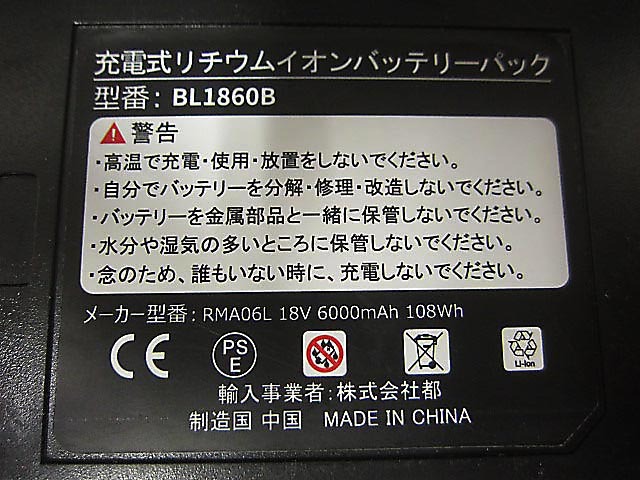 充電式リチウムイオンバッテリーパック
型番: BL1860B
警告
・高温で充電・使用・放置をしないでください。
・自分でバッテリーを分解・修理・改造しないでください。
・バッテリーを金属部品と一緒に保管しないでください。
・水分や湿気の多いところに保管しないでください。
・念のため、誰もいない時に、充電しないでください。
メーカー型番: RMA06L 18V 6000mAh 108Wh
CE PS E Li-Ion
輸入事業者: 株式会社都
制造国 中国 MADE IN CHINA